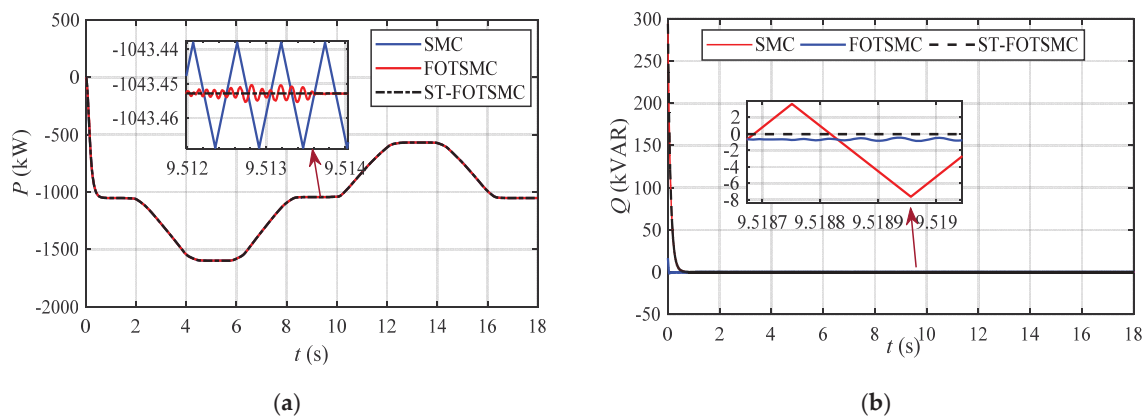 500
0
-500
-1000
-1500
-2000
P (kW)
-1043.44
-1043.45
-1043.46
9.512 9.513 9.514
SMC
FOTSMC
ST-FOTSMC
0 2 4 6 8 10 12 14 16 18
t (s)
(a)
300
250
200
150
100
50
0
-50
Q (kVAR)
SMC FOTSMC ST-FOTSMC
2
0
-2
-4
-6
-8
9.5187 9.5188 9.5189 9.519
0 2 4 6 8 10 12 14 16 18
t (s)
(b)